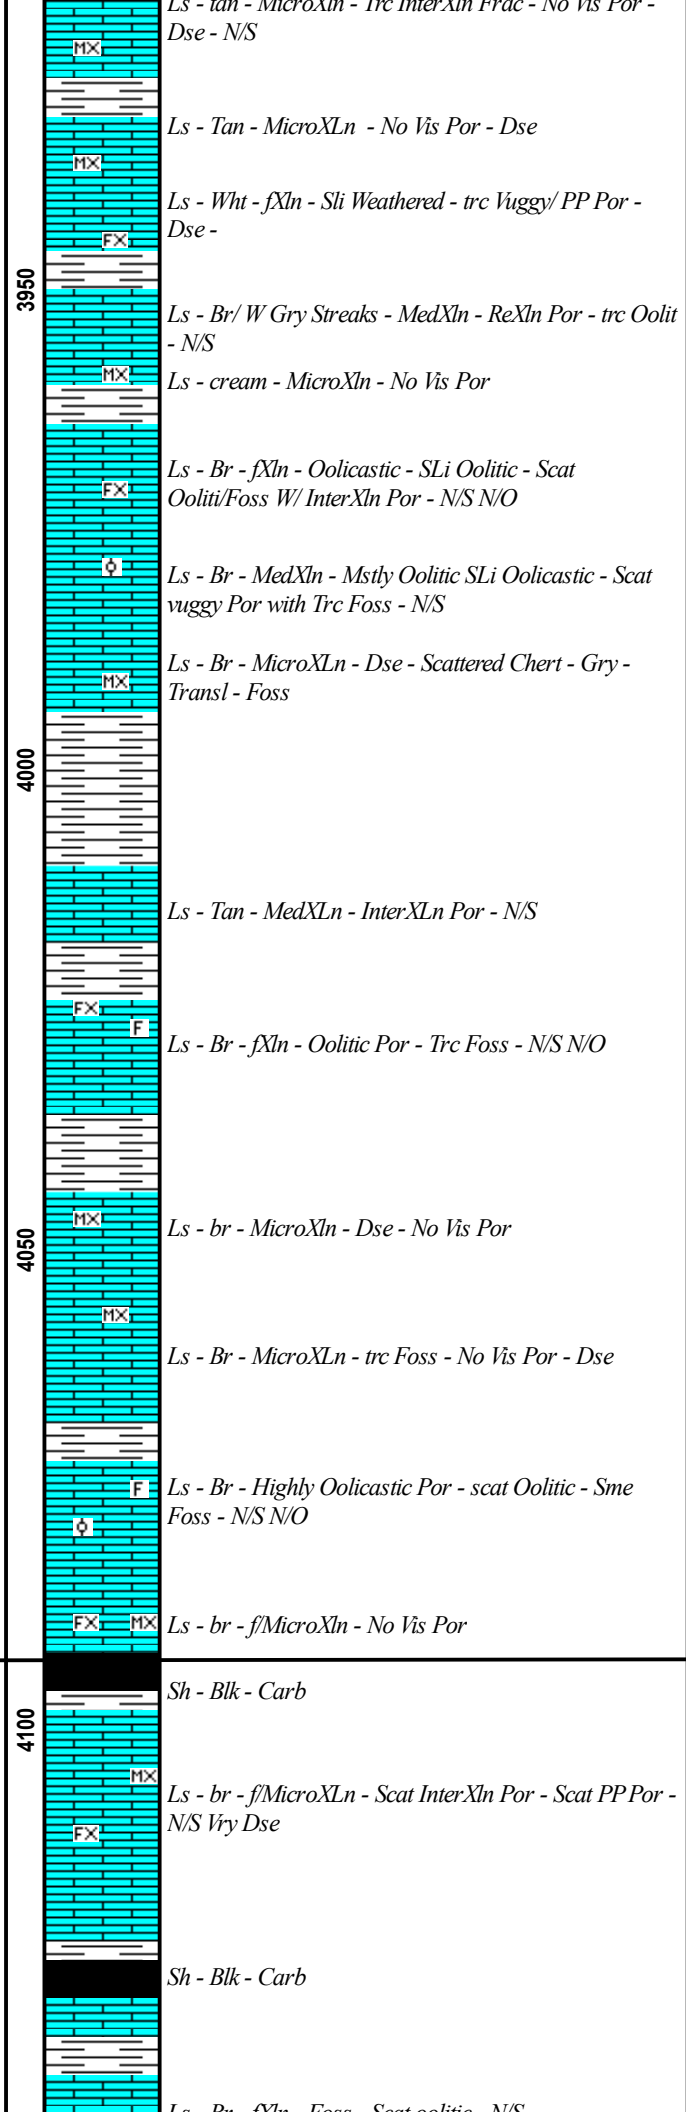 Ls - tan - MicroXln - Trc InterXln Frac - No Vis Por -
Dse - N/S
MX
Ls - Tan - MicroXLn - No Vis Por - Dse
MX
Ls - Wht - fXln - Sli Weathered - trc Vuggy/ PP Por -
Dse -
FX
3950
Ls - Br/ W Gry Streaks - MedXln - ReXln Por - trc Oolit
- N/S
MX
Ls - cream - MicroXln - No Vis Por
Ls - Br - fXln - Oolicastic - SLi Oolitic - Scat
Ooliti/Foss W/ InterXln Por - N/S N/O
FX
Ls - Br - MedXln - Mstly Oolitic SLi Oolicastic - Scat
vuggy Por with Trc Foss - N/S
Ls - Br - MicroXLn - Dse - Scattered Chert - Gry -
Transl - Foss
MX
4000
Ls - Tan - MedXLn - InterXLn Por - N/S
FX
F
Ls - Br - fXln - Oolitic Por - Trc Foss - N/S N/O
MX
Ls - br - MicroXln - Dse - No Vis Por
4050
MX
Ls - Br - MicroXLn - trc Foss - No Vis Por - Dse
F
Ls - Br - Highly Oolicastic Por - scat Oolitic - Sme
Foss - N/S N/O
FX MX
Ls - br - f/MicroXln - No Vis Por
Sh - Blk - Carb
4100
MX
Ls - br - f/MicroXLn - Scat InterXln Por - Scat PP Por -
N/S Vry Dse
FX
Sh - Blk - Carb
Ls - Br - fXln - Foss - Scat oolitic - N/S